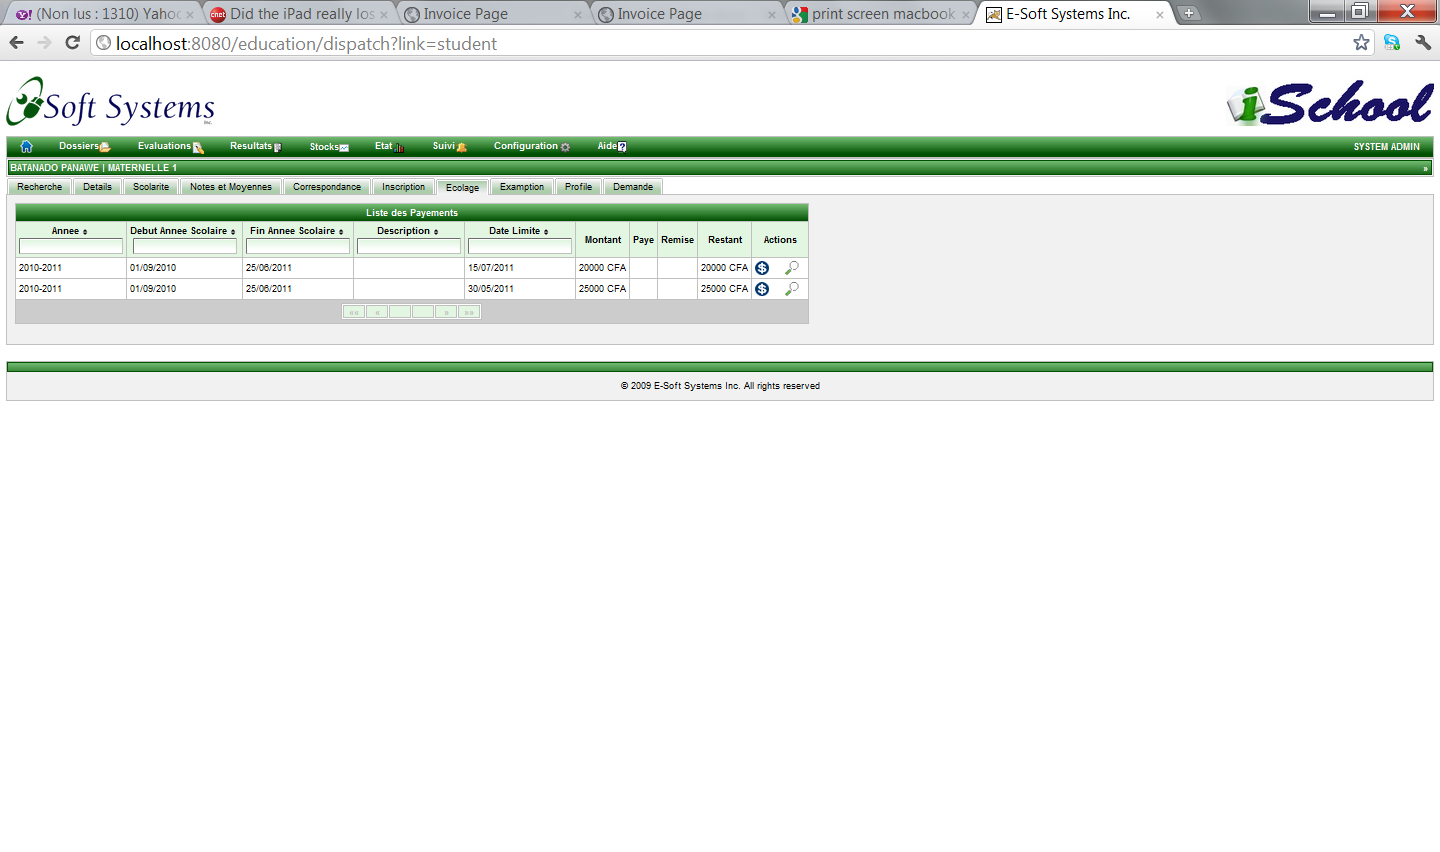 (Non lus : 1310) Yahoo Did the iPad really los Invoice Page Invoice Page print screen macbook E-Soft Systems Inc.
localhost:8080/education/dispatch?link=student
Soft Systems Inc.
iSchool
Dossiers Evaluations Resultats Stocks Etat Suivi Configuration Aide SYSTEM ADMIN
BATANADO PANAWE | MATERNELLE 1 »
Recherche Details Scolarite Notes et Moyennes Correspondance Inscription Ecolage Examption Profile Demande
Liste des Payements
Annee Debut Annee Scolaire Fin Annee Scolaire Description Date Limite Montant Paye Remise Restant Actions
2010-2011 01/09/2010 25/06/2011 15/07/2011 20000 CFA 20000 CFA
2010-2011 01/09/2010 25/06/2011 30/05/2011 25000 CFA 25000 CFA
«« « » »»
© 2009 E-Soft Systems Inc. All rights reserved